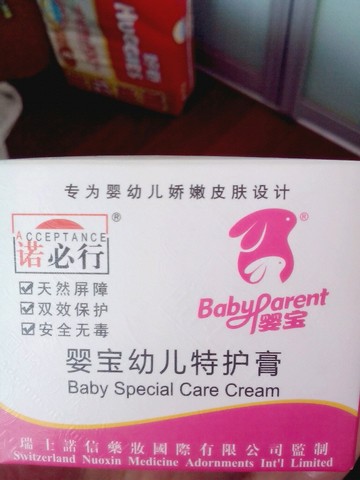 HUGGIES
专为婴幼儿娇嫩皮肤设计
ACCEPTANCE ®
诺必行
天然屏障
双效保护
安全无毒
®
BabyParent
婴宝
婴宝幼儿特护膏
Baby Special Care Cream
瑞士諾信藥妝國際有限公司監制
Switzerland Nuoxin Medicine Adornments Int'l Limited